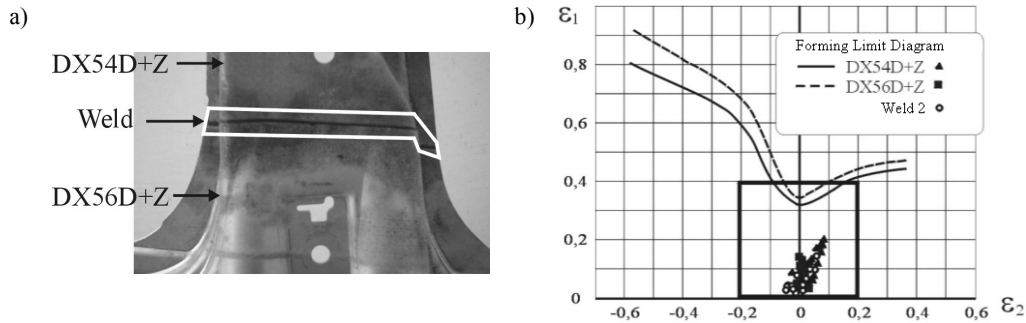 a)
DX54D+Z
Weld
DX56D+Z
b)
ε₁
1
0,8
0,6
0,4
0,2
0
-0,6 -0,4 -0,2 0 0,2 0,4 0,6
ε₂
Forming Limit Diagram
DX54D+Z
DX56D+Z
Weld 2